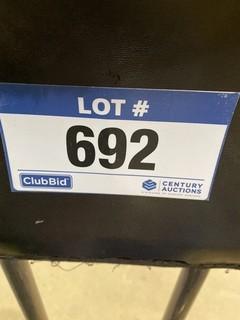 LOT #
692
ClubBid
CENTURY
AUCTIONS